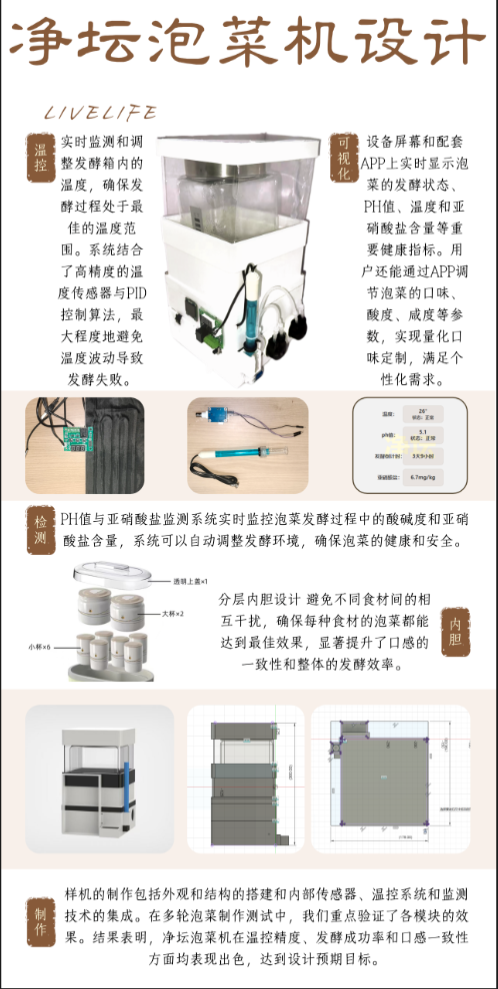 净坛泡菜机设计
LIVELIFE
温控
实时监测和调
整发酵箱内的
温度，确保发
酵过程处于最
佳的温度范
围。系统结合
了高精度的温
度传感器与PID
控制算法，最
大程度地避免
温度波动导致
发酵失败。
可视化
设备屏幕和配套
APP上实时显示泡
菜的发酵状态、
PH值、温度和亚
硝酸盐含量等重
要健康指标。用
户还能通过APP调
节泡菜的口味、
酸度、咸度等参
数，实现量化口
味定制，满足个
性化需求。
温度：
26°
状态：正常
ph值：
5.1
状态：正常
6.7mg/kg
检测
PH值与亚硝酸盐监测系统实时监控泡菜发酵过程中的酸碱度和亚硝
酸盐含量，系统可以自动调整发酵环境，确保泡菜的健康和安全。
透明上盖×1
大杯×2
小杯×6
分层内胆设计 避免不同食材间的相
互干扰，确保每种食材的泡菜都能
达到最佳效果，显著提升了口感的
一致性和整体的发酵效率。
内胆
制作
样机的制作包括外观和结构的搭建和内部传感器、温控系统和监测
技术的集成。在多轮泡菜制作测试中，我们重点验证了各模块的效
果。结果表明，净坛泡菜机在温控精度、发酵成功率和口感一致性
方面均表现出色，达到设计预期目标。